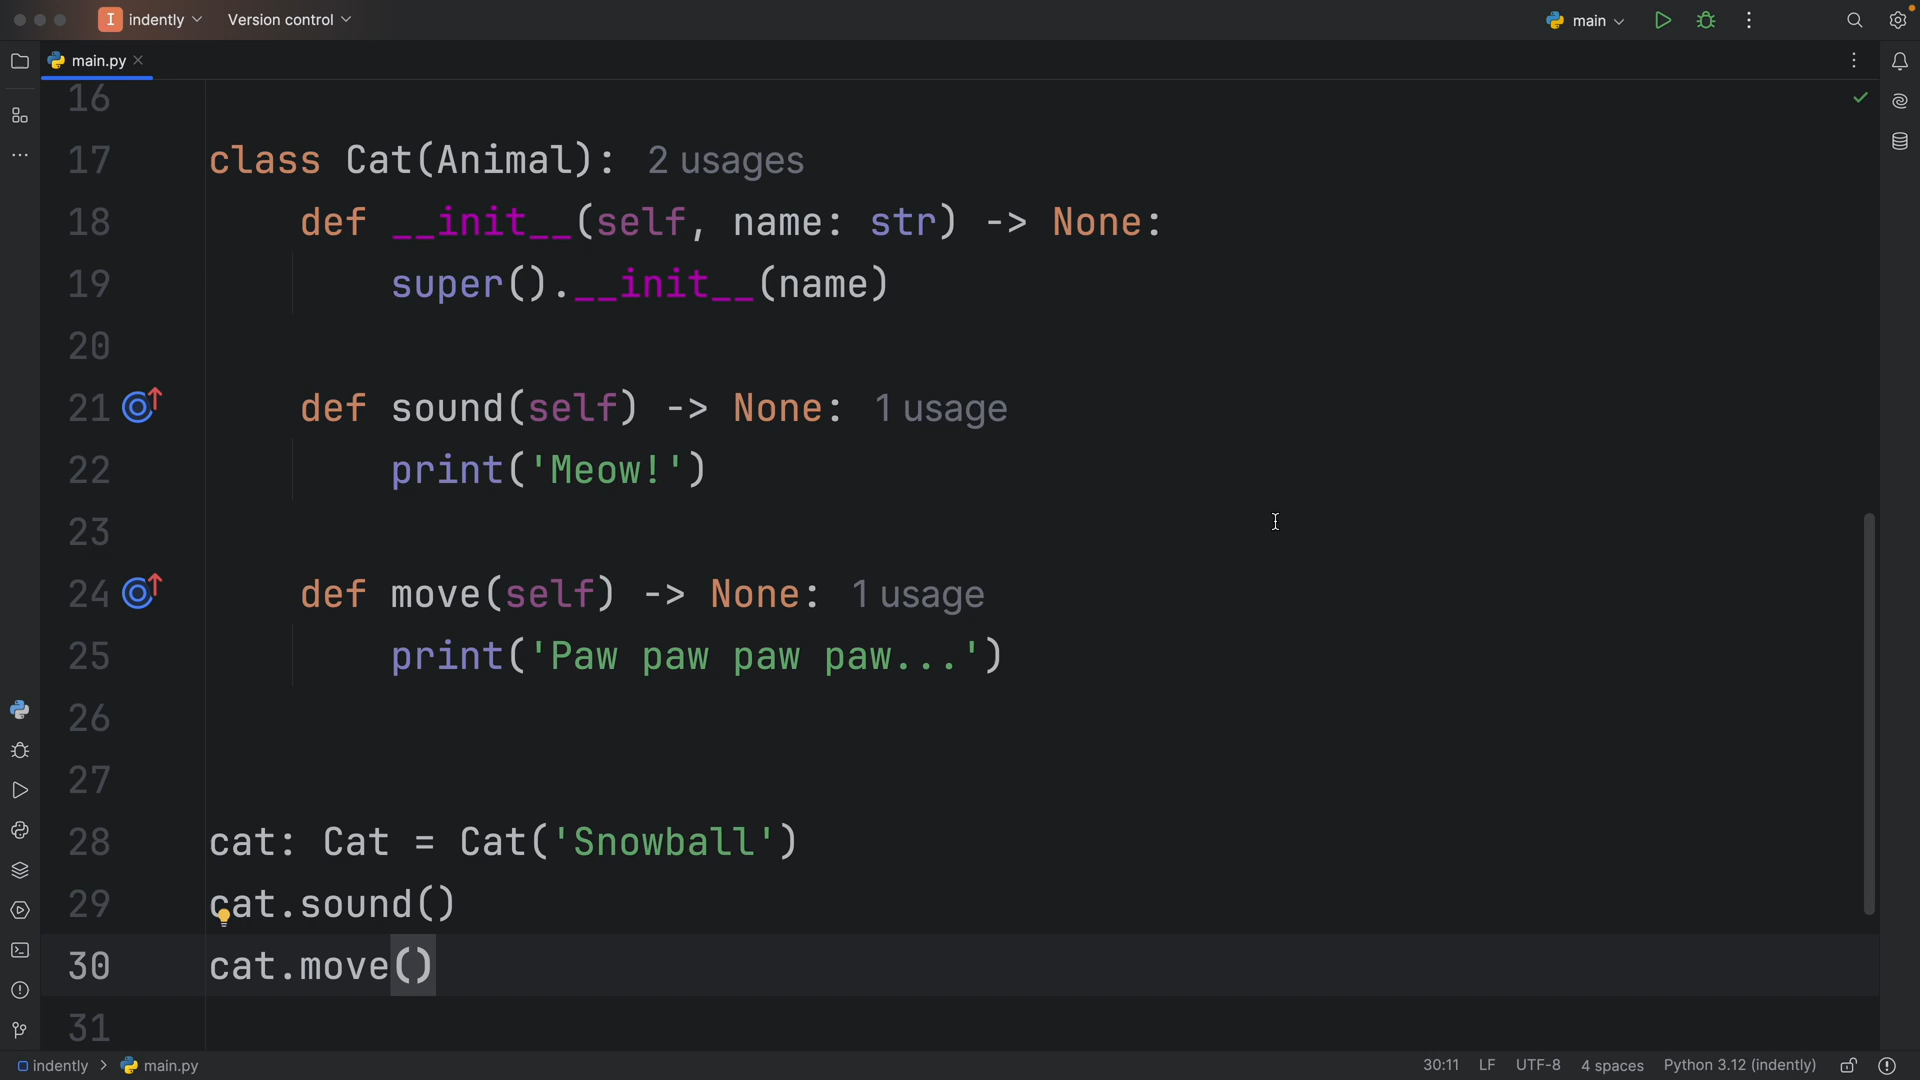 I indently Version control main
main.py
16
17 class Cat(Animal): 2 usages
18     def __init__(self, name: str) -> None:
19         super().__init__(name)
20
21     def sound(self) -> None: 1 usage
22         print('Meow!')
23
24     def move(self) -> None: 1 usage
25         print('Paw paw paw paw...')
26
27
28 cat: Cat = Cat('Snowball')
29 cat.sound()
30 cat.move()
31
indently > main.py 30:11 LF UTF-8 4 spaces Python 3.12 (indently)